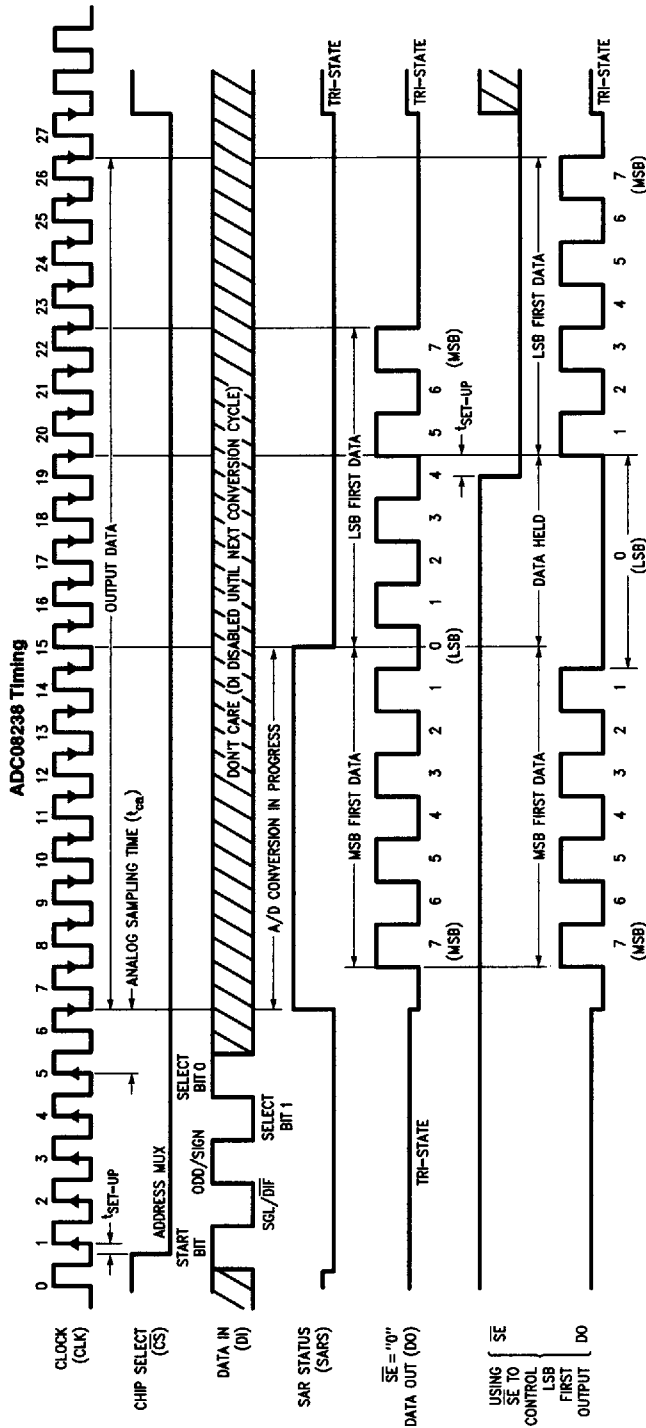 ADC08238 Timing
0 1 2 3 4 5 6 7 8 9 10 11 12 13 14 15 16 17 18 19 20 21 22 23 24 25 26 27
CLOCK
(CLK)
tSET-UP
ANALOG SAMPLING TIME (tca)
OUTPUT DATA
CHIP SELECT
(CS)
ADDRESS MUX
START
BIT
ODD/SIGN
SELECT
BIT 0
DATA IN
(DI)
DON'T CARE (DI DISABLED UNTIL NEXT CONVERSION CYCLE)
SGL/DIF
SELECT
BIT 1
SAR STATUS
(SARS)
A/D CONVERSION IN PROGRESS
TRI-STATE
MSB FIRST DATA
LSB FIRST DATA
SE = "0"
DATA OUT (DO)
TRI-STATE
TRI-STATE
7 6 5 4 3 2 1 0 1 2 3 4 5 6 7
(MSB)
(LSB)
(MSB)
tSET-UP
USING
SE TO
CONTROL
LSB
FIRST
OUTPUT
SE
MSB FIRST DATA
DATA HELD
LSB FIRST DATA
DO
TRI-STATE
7 6 5 4 3 2 1 0 1 2 3 4 5 6 7
(MSB)
(LSB)
(MSB)